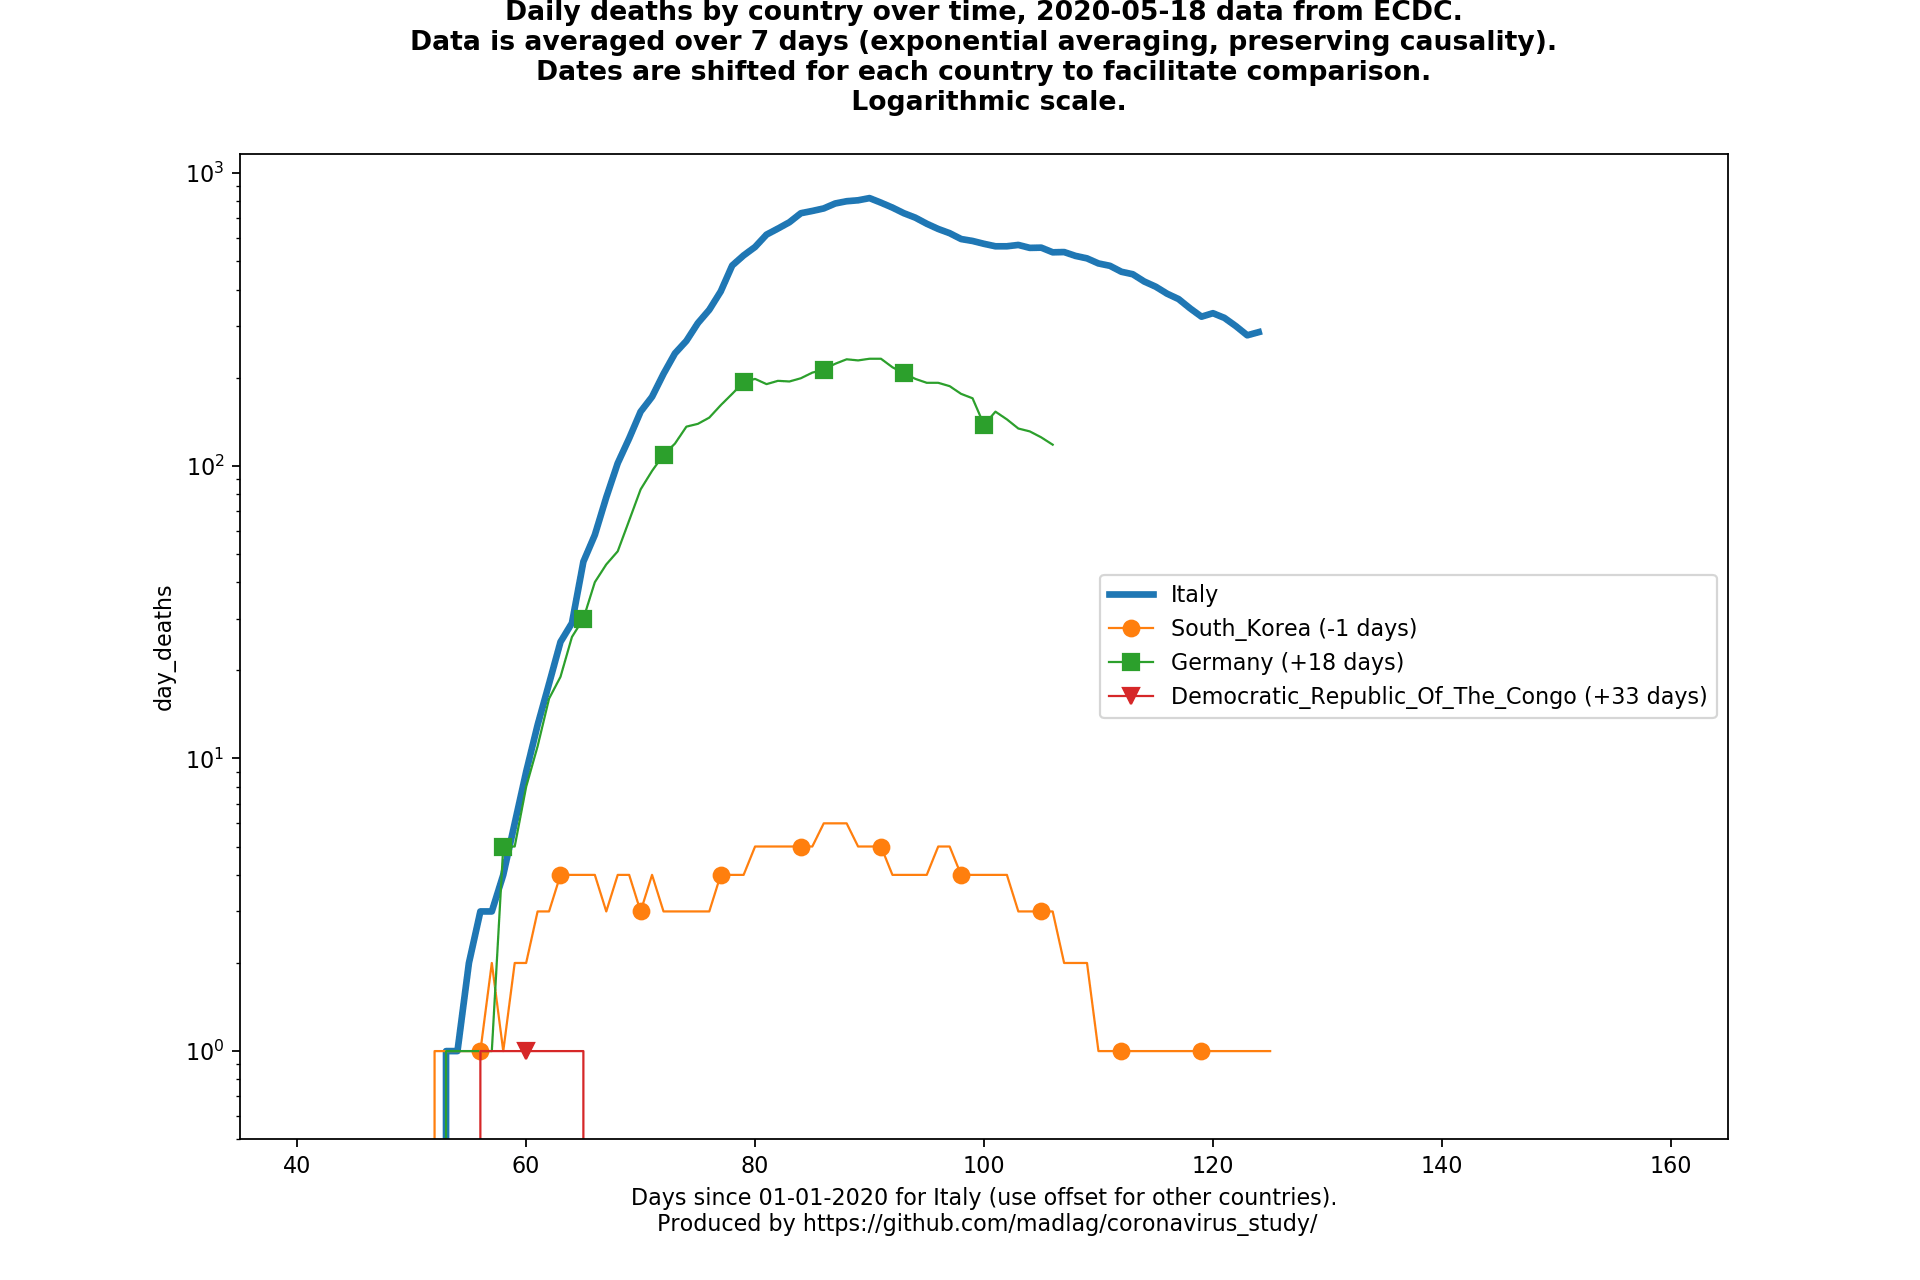 Daily deaths by country over time, 2020-05-18 data from ECDC.
Data is averaged over 7 days (exponential averaging, preserving causality).
Dates are shifted for each country to facilitate comparison.
Logarithmic scale.
10³
10²
10¹
10⁰
day_deaths
Italy
South_Korea (-1 days)
Germany (+18 days)
Democratic_Republic_Of_The_Congo (+33 days)
40 60 80 100 120 140 160
Days since 01-01-2020 for Italy (use offset for other countries).
Produced by https://github.com/madlag/coronavirus_study/